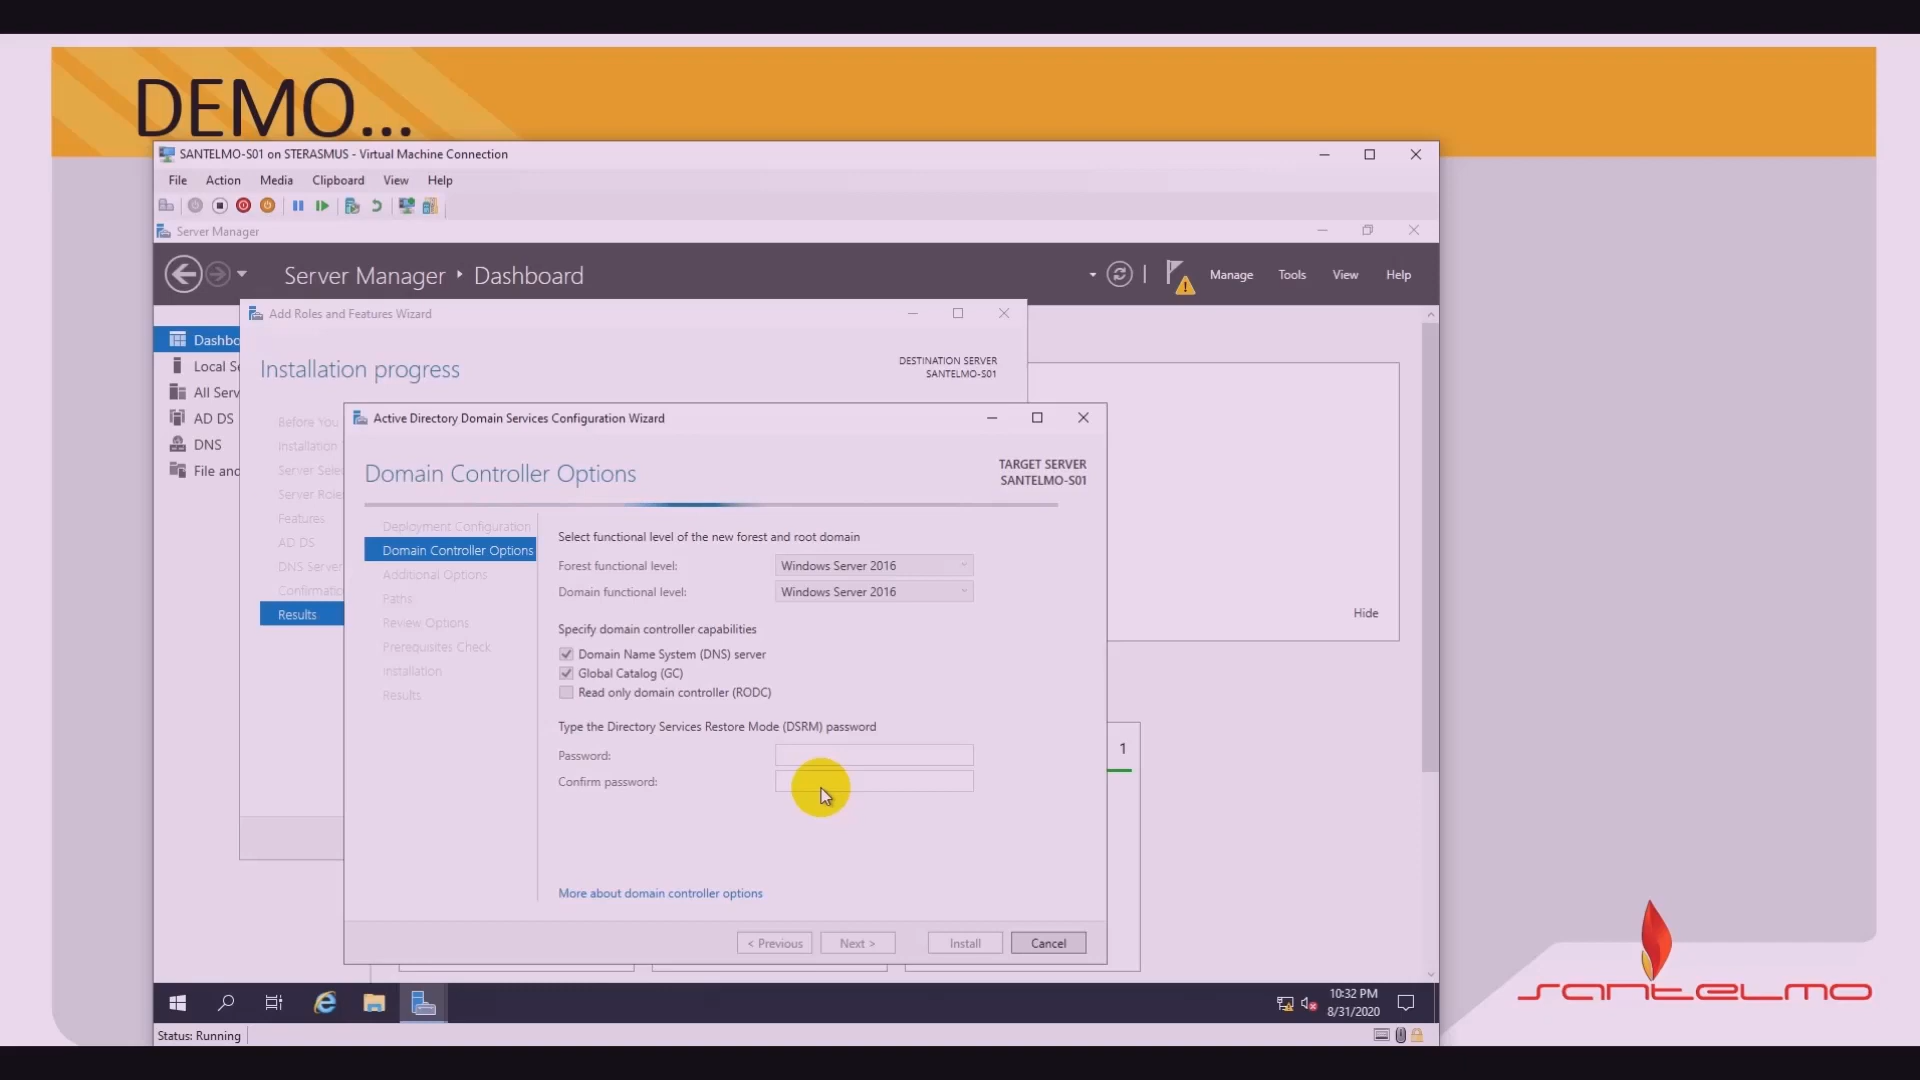 DEMO...
SANTELMO-S01 on STERASMUS - Virtual Machine Connection
File Action Media Clipboard View Help
Server Manager
Server Manager Dashboard
Manage Tools View Help
Add Roles and Features Wizard
Dashbo
Local Se
All Serv
AD DS
DNS
File and
Installation progress
DESTINATION SERVER
SANTELMO-S01
Before You
Installation
Server Selec
Server Roles
Features
AD DS
DNS Server
Confirmatio
Results
Active Directory Domain Services Configuration Wizard
Domain Controller Options
TARGET SERVER
SANTELMO-S01
Deployment Configuration
Domain Controller Options
Additional Options
Paths
Review Options
Prerequisites Check
Installation
Results
Select functional level of the new forest and root domain
Forest functional level: Windows Server 2016
Domain functional level: Windows Server 2016
Specify domain controller capabilities
Domain Name System (DNS) server
Global Catalog (GC)
Read only domain controller (RODC)
Type the Directory Services Restore Mode (DSRM) password
Password:
Confirm password:
More about domain controller options
< Previous Next > Install Cancel
Hide
1
10:32 PM
8/31/2020
Status: Running
santelmo